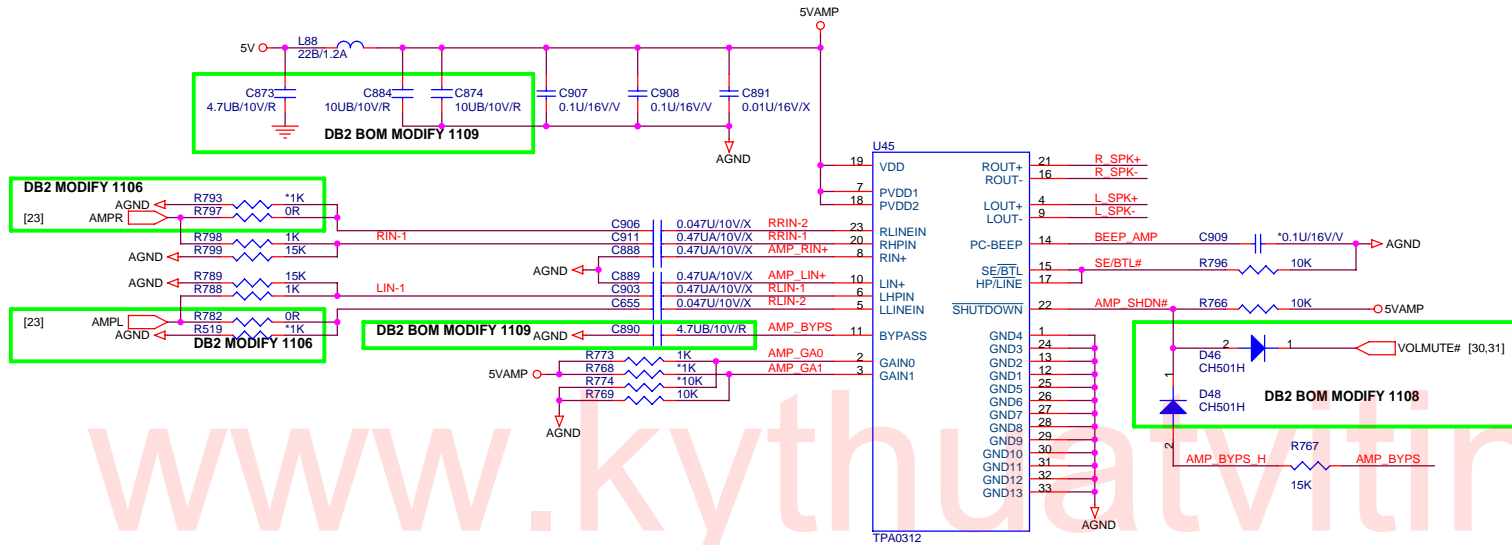 5VAMP
5V
L88
22B/1.2A
C873
4.7UB/10V/R
C884
10UB/10V/R
C874
10UB/10V/R
C907
0.1U/16V/V
C908
0.1U/16V/V
C891
0.01U/16V/X
DB2 BOM MODIFY 1109
AGND
U45
DB2 MODIFY 1106
AGND R793 *1K
[23] AMPR R797 0R
R798 1K RIN-1
AGND R799 15K
AGND R789 15K
R788 1K LIN-1
[23] AMPL R782 0R
AGND R519 *1K
DB2 MODIFY 1106
C906 0.047U/10V/X RRIN-2
C911 0.47UA/10V/X RRIN-1
C888 0.47UA/10V/X AMP_RIN+
AGND
C889 0.47UA/10V/X AMP_LIN+
C903 0.47UA/10V/X RLIN-1
C655 0.047U/10V/X RLIN-2
DB2 BOM MODIFY 1109
AGND C890 4.7UB/10V/R AMP_BYPS
R773 1K AMP_GA0
5VAMP R768 *1K AMP_GA1
R774 *10K
R769 10K
AGND
19 VDD
7 PVDD1
18 PVDD2
23 RLINEIN
20 RHPIN
8 RIN+
10 LIN+
6 LHPIN
5 LLINEIN
11 BYPASS
2 GAIN0
3 GAIN1
ROUT+ 21 R_SPK+
ROUT- 16 R_SPK-
LOUT+ 4 L_SPK+
LOUT- 9 L_SPK-
PC-BEEP 14 BEEP_AMP C909 *0.1U/16V/V AGND
SE/BTL 15 SE/BTL# R796 10K
HP/LINE 17
SHUTDOWN 22 AMP_SHDN# R766 10K 5VAMP
GND4 1
GND3 24
GND2 13
GND1 12
GND5 25
GND6 26
GND7 27
GND8 28
GND9 29
GND10 30
GND11 31
GND12 32
GND13 33
AGND
TPA0312
2 1 VOLMUTE# [30,31]
D46
CH501H
1
D48
CH501H
2
DB2 BOM MODIFY 1108
AMP_BYPS_H R767 AMP_BYPS
15K
www.kythuatvitin